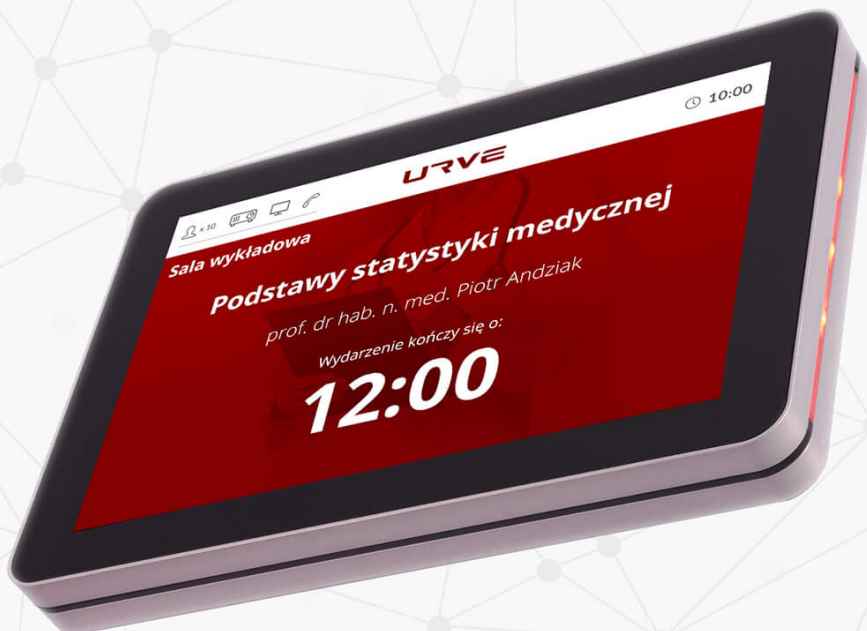 10:00
URVE
x 10
Sala wykładowa
Podstawy statystyki medycznej
prof. dr hab. n. med. Piotr Andziak
Wydarzenie kończy się o:
12:00